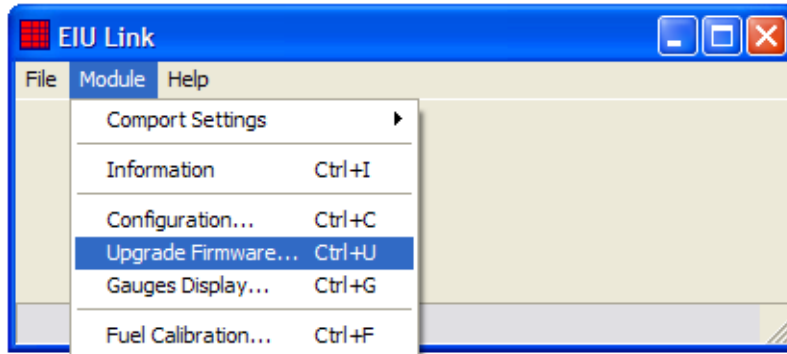 EIU Link
File Module Help
Comport Settings
Information Ctrl+I
Configuration... Ctrl+C
Upgrade Firmware... Ctrl+U
Gauges Display... Ctrl+G
Fuel Calibration... Ctrl+F